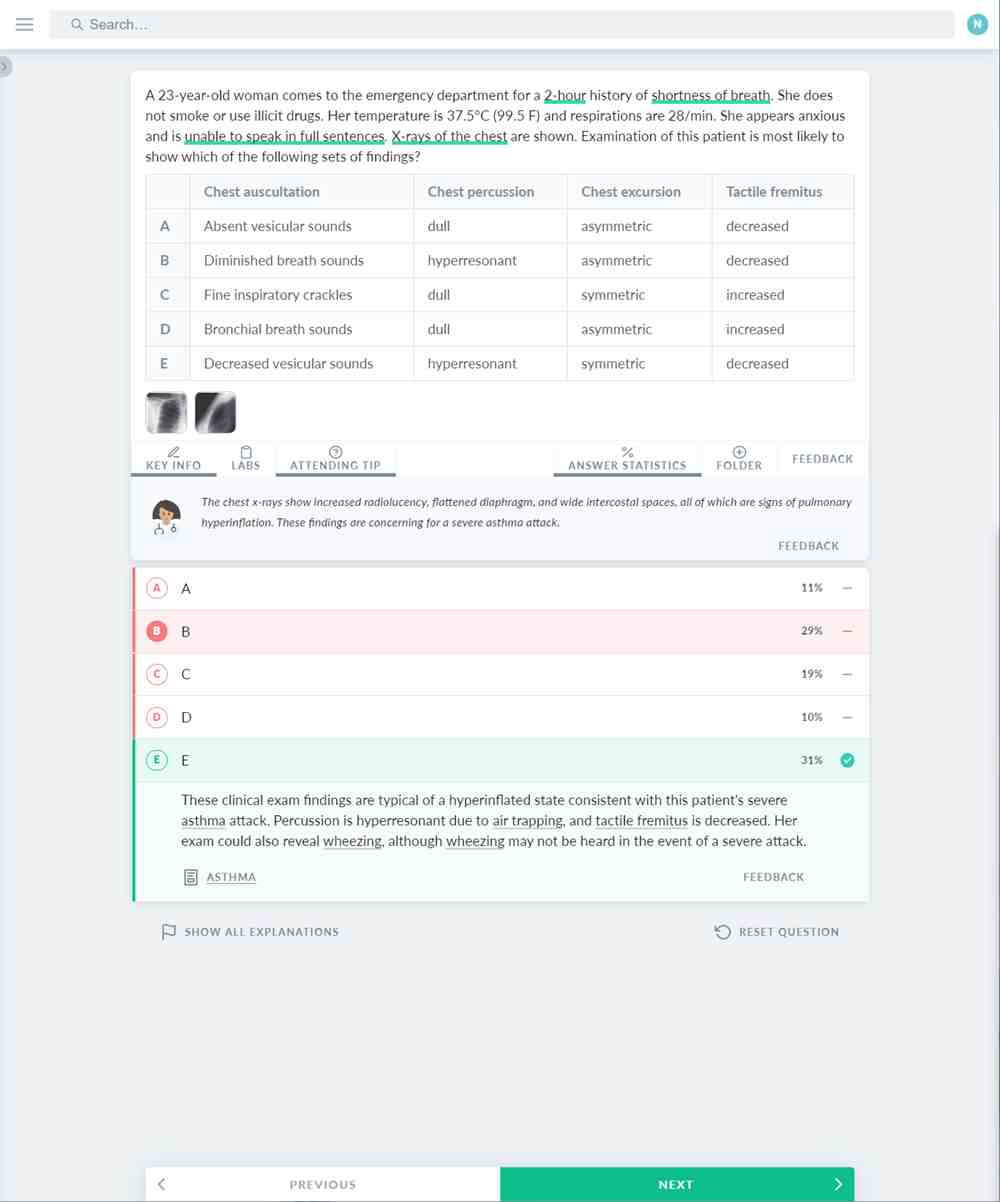 Search...
N
A 23-year-old woman comes to the emergency department for a 2-hour history of shortness of breath. She does
not smoke or use illicit drugs. Her temperature is 37.5°C (99.5 F) and respirations are 28/min. She appears anxious
and is unable to speak in full sentences. X-rays of the chest are shown. Examination of this patient is most likely to
show which of the following sets of findings?
Chest auscultation Chest percussion Chest excursion Tactile fremitus
A Absent vesicular sounds dull asymmetric decreased
B Diminished breath sounds hyperresonant asymmetric decreased
C Fine inspiratory crackles dull symmetric increased
D Bronchial breath sounds dull asymmetric increased
E Decreased vesicular sounds hyperresonant symmetric decreased
KEY INFO LABS ATTENDING TIP ANSWER STATISTICS FOLDER FEEDBACK
The chest x-rays show increased radiolucency, flattened diaphragm, and wide intercostal spaces, all of which are signs of pulmonary
hyperinflation. These findings are concerning for a severe asthma attack.
FEEDBACK
A A 11%
B B 29%
C C 19%
D D 10%
E E 31%
These clinical exam findings are typical of a hyperinflated state consistent with this patient's severe
asthma attack. Percussion is hyperresonant due to air trapping, and tactile fremitus is decreased. Her
exam could also reveal wheezing, although wheezing may not be heard in the event of a severe attack.
ASTHMA FEEDBACK
SHOW ALL EXPLANATIONS RESET QUESTION
PREVIOUS NEXT